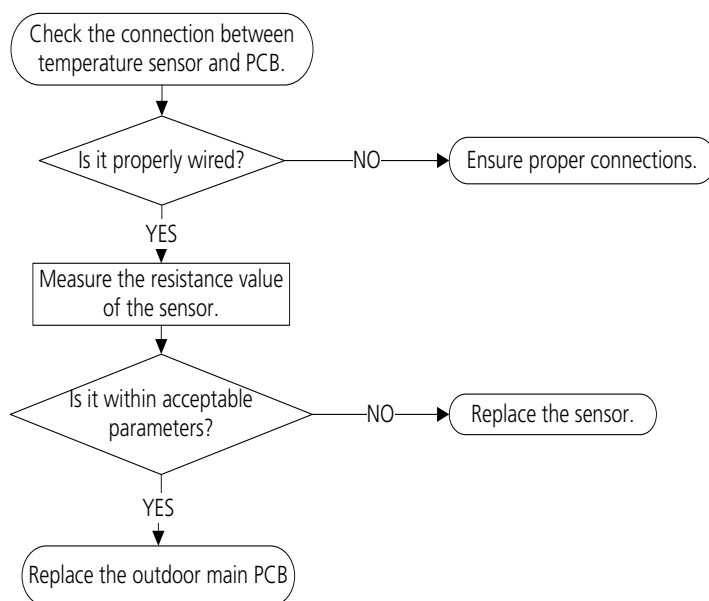 Check the connection between
temperature sensor and PCB.
Is it properly wired?
NO
Ensure proper connections.
YES
Measure the resistance value
of the sensor.
Is it within acceptable
parameters?
NO
Replace the sensor.
YES
Replace the outdoor main PCB